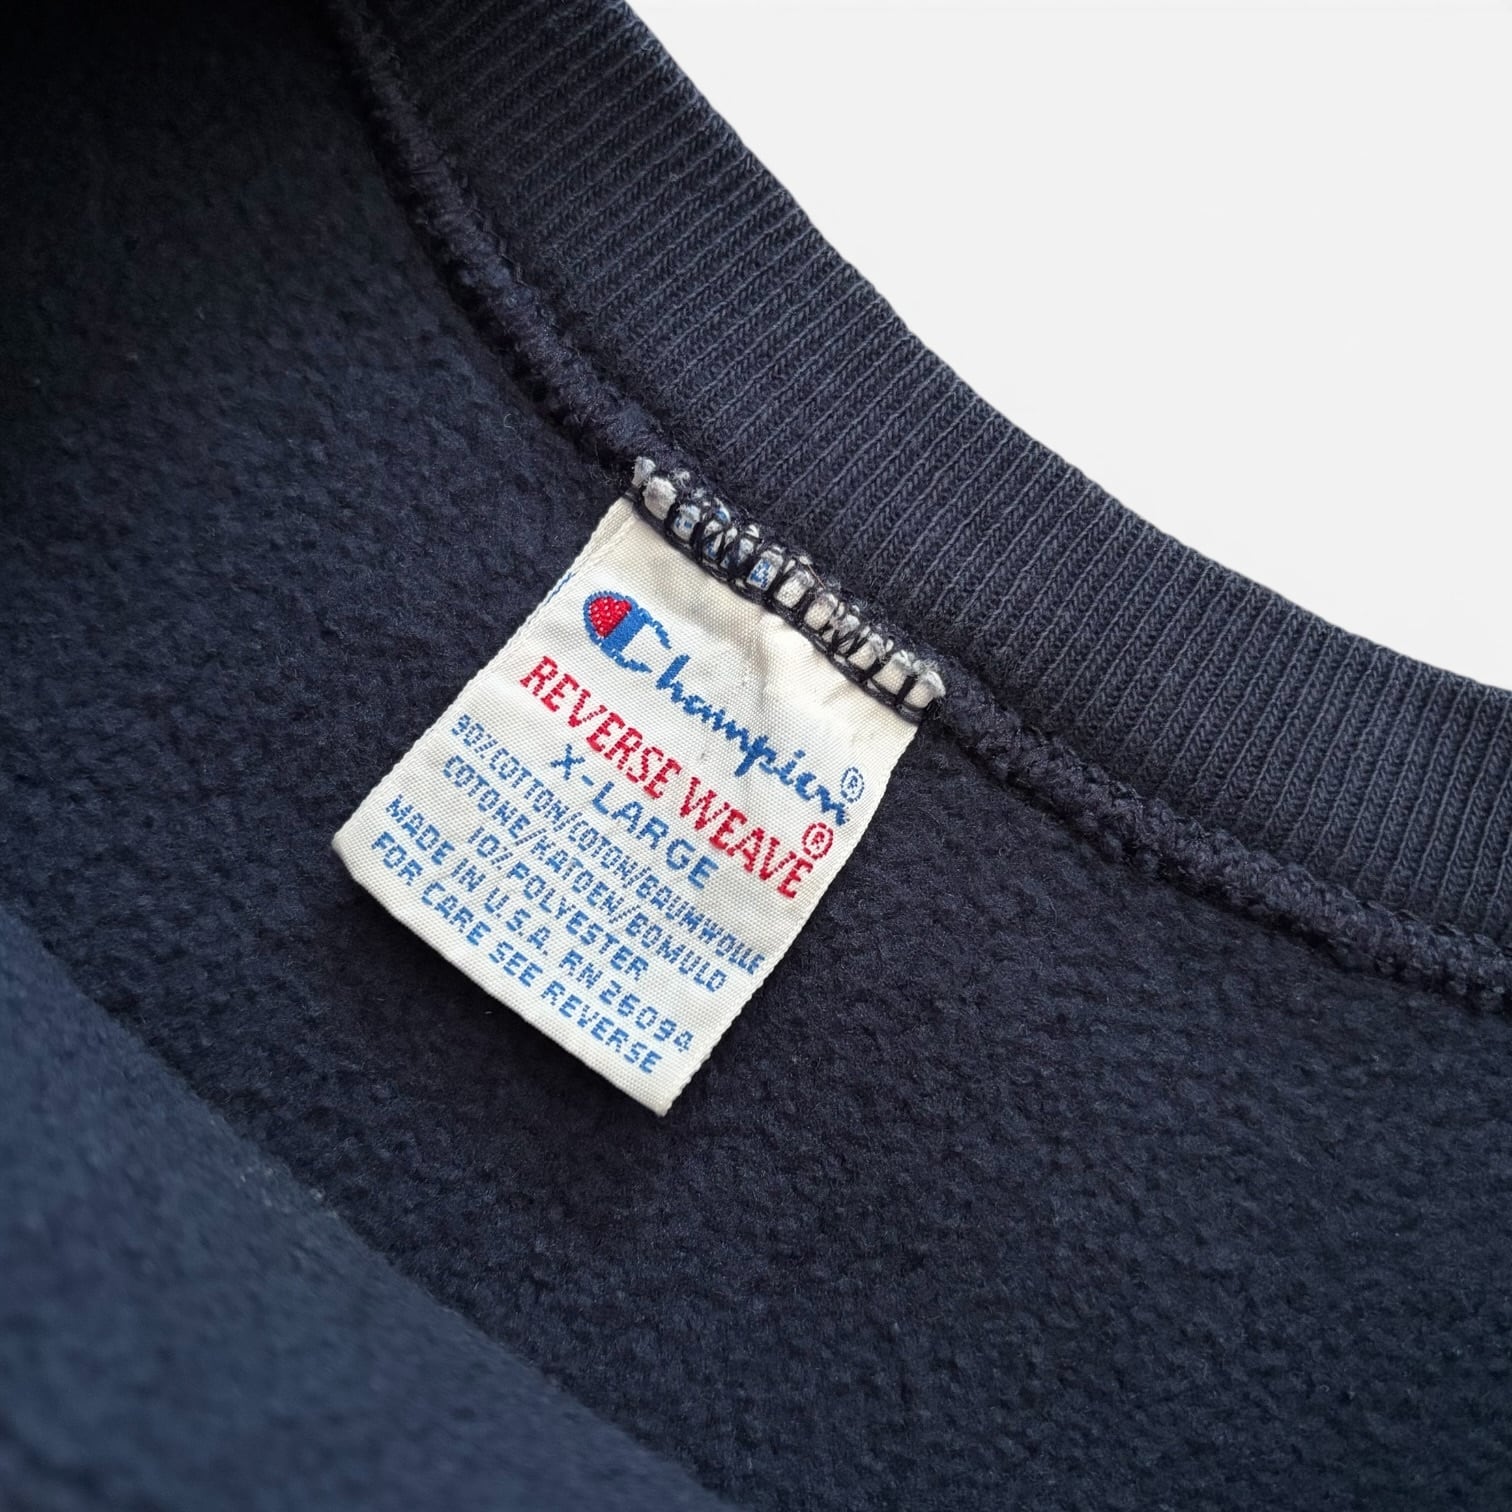 Champion®
REVERSE WEAVE®
X-LARGE
90%COTTON/COTON/BAUMWOLLE
COTONE/KATOEN/BOMULD
10%POLYESTER
MADE IN U.S.A. RN 26094
FOR CARE SEE REVERSE